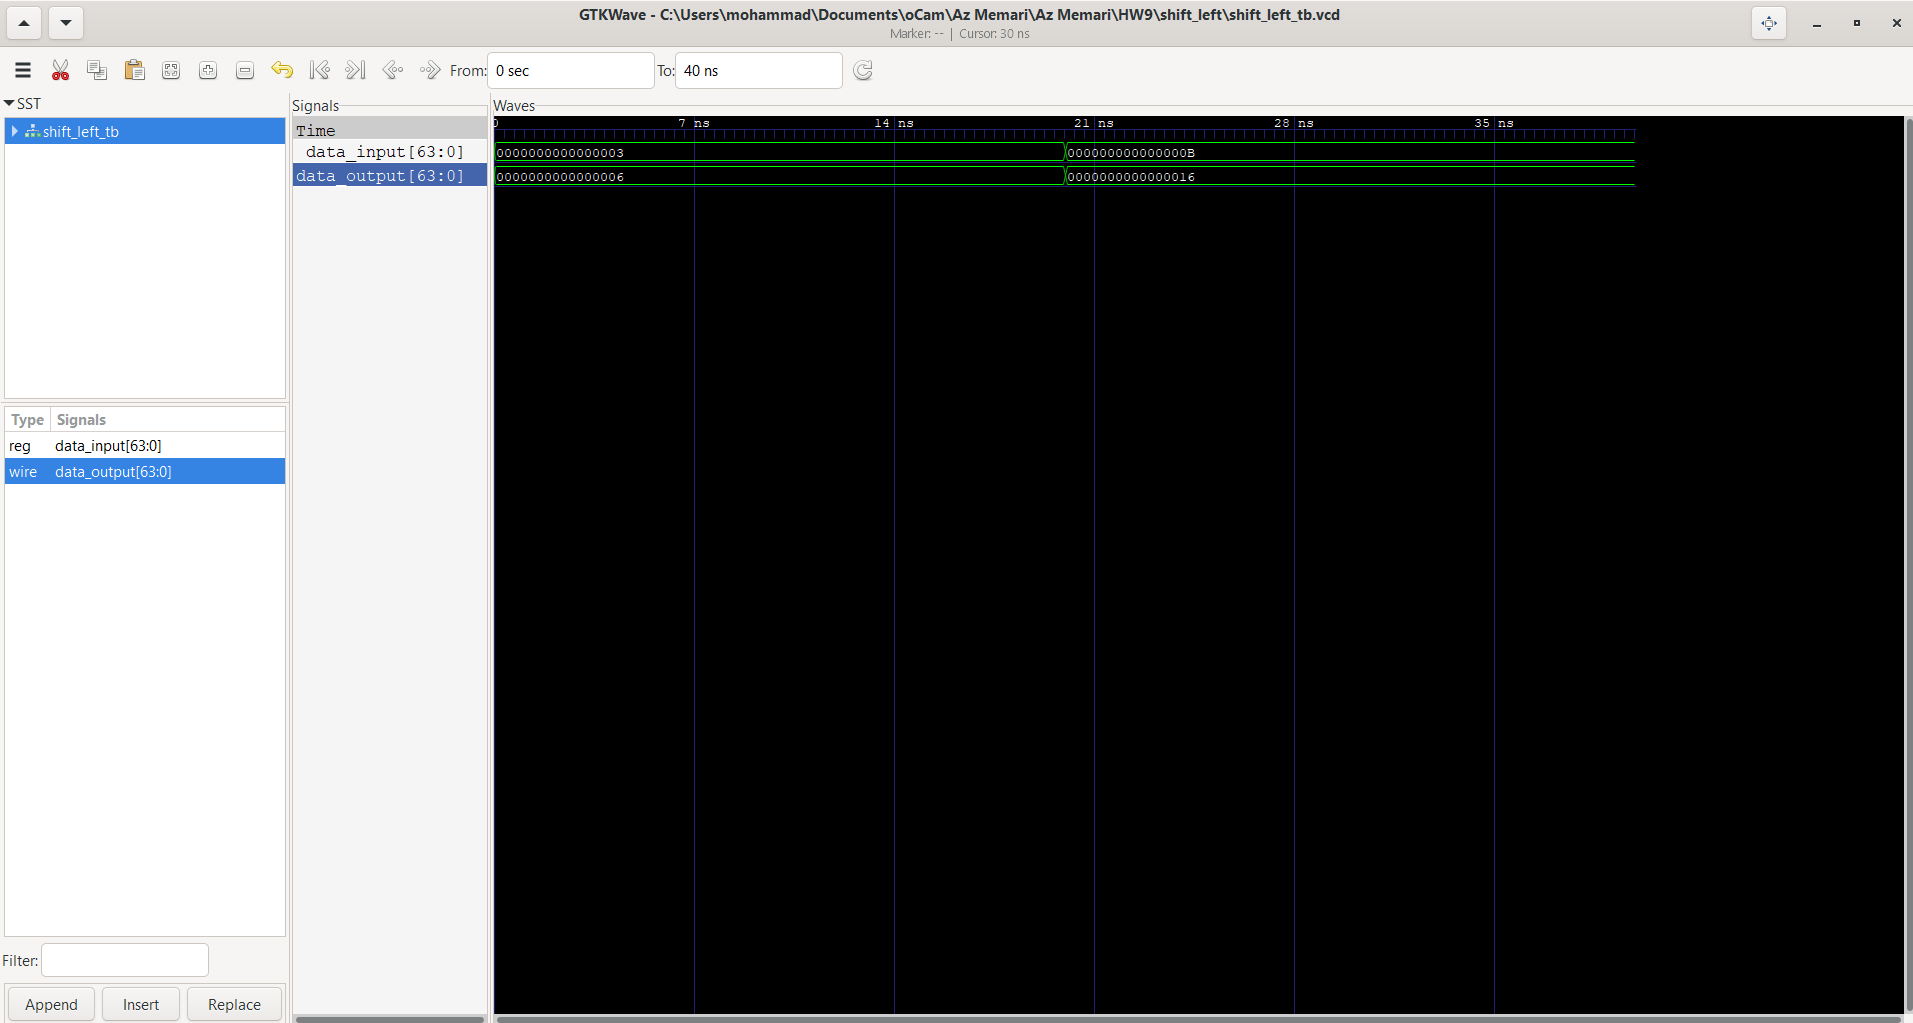 GTKWave - C:\Users\mohammad\Documents\oCam\Az Memari\Az Memari\HW9\shift_left\shift_left_tb.vcd
Marker: -- | Cursor: 30 ns
From: 0 sec To: 40 ns
SST
shift_left_tb
Type Signals
reg data_input[63:0]
wire data_output[63:0]
Filter:
Append Insert Replace
Signals
Time
data_input[63:0]
data_output[63:0]
Waves
0 7 ns 14 ns 21 ns 28 ns 35 ns
0000000000000003 000000000000000B
0000000000000006 0000000000000016